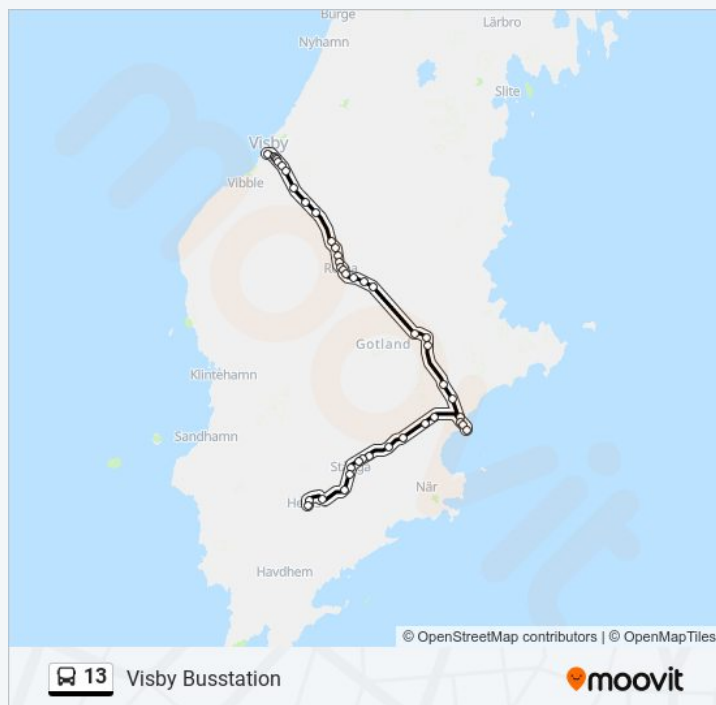 Burge
Lärbro
Nyhamn
Slite
Visby
Vibble
Gotland
Klintehamn
Sandhamn
När
Havdhem
© OpenStreetMap contributors | © OpenMapTiles
13 Visby Busstation
moovit